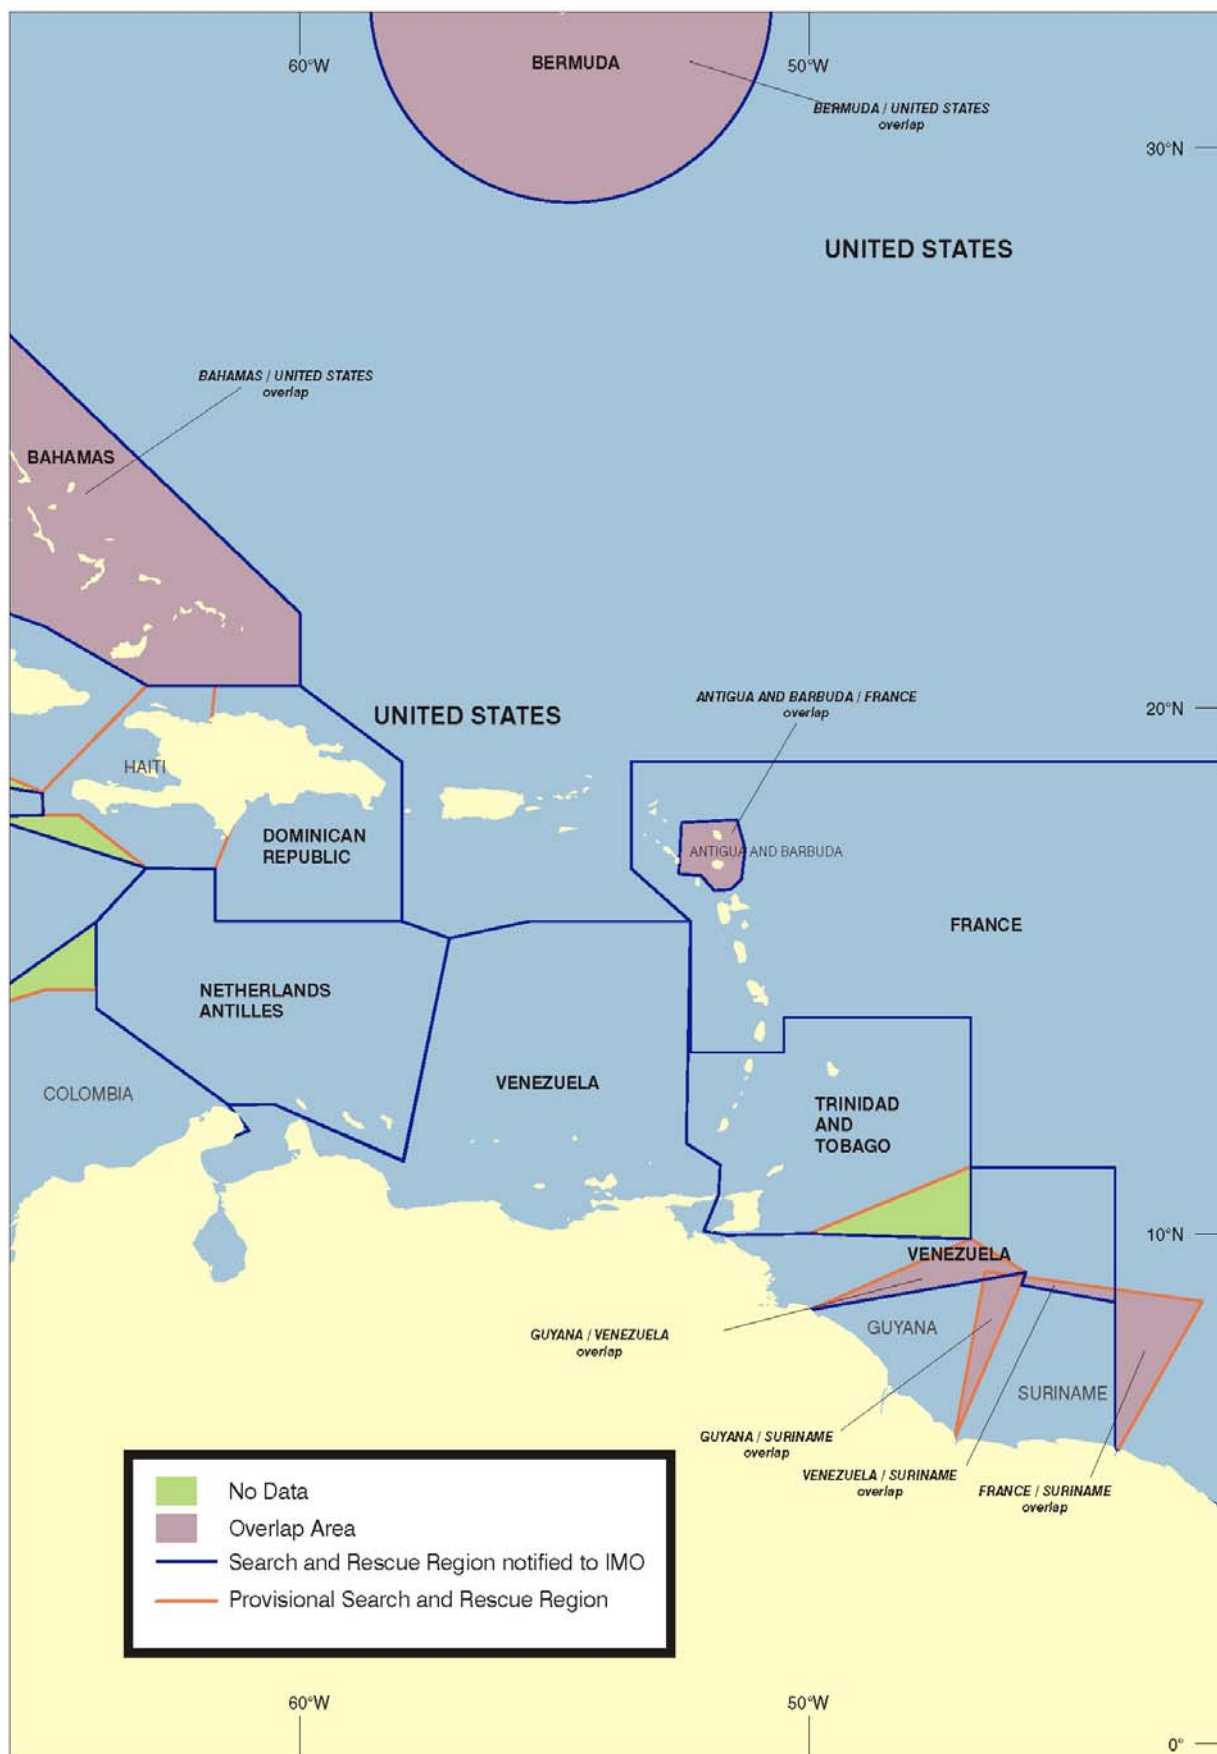 60°W
BERMUDA
50°W
BERMUDA / UNITED STATES
overlap
30°N
UNITED STATES
BAHAMAS / UNITED STATES
overlap
BAHAMAS
ANTIGUA AND BARBUDA / FRANCE
overlap
20°N
UNITED STATES
HAITI
DOMINICAN
REPUBLIC
ANTIGUA AND BARBUDA
FRANCE
NETHERLANDS
ANTILLES
VENEZUELA
COLOMBIA
TRINIDAD
AND
TOBAGO
10°N
VENEZUELA
GUYANA / VENEZUELA
overlap
GUYANA
SURINAME
GUYANA / SURINAME
overlap
VENEZUELA / SURINAME
overlap
FRANCE / SURINAME
overlap
No Data
Overlap Area
Search and Rescue Region notified to IMO
Provisional Search and Rescue Region
60°W
50°W
0°